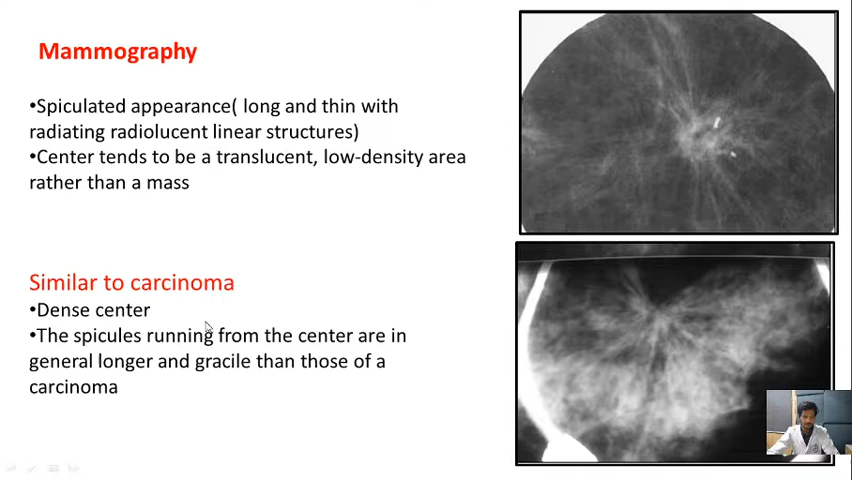 Mammography
•Spiculated appearance( long and thin with
radiating radiolucent linear structures)
•Center tends to be a translucent, low-density area
rather than a mass
Similar to carcinoma
•Dense center
•The spicules running from the center are in
general longer and gracile than those of a
carcinoma